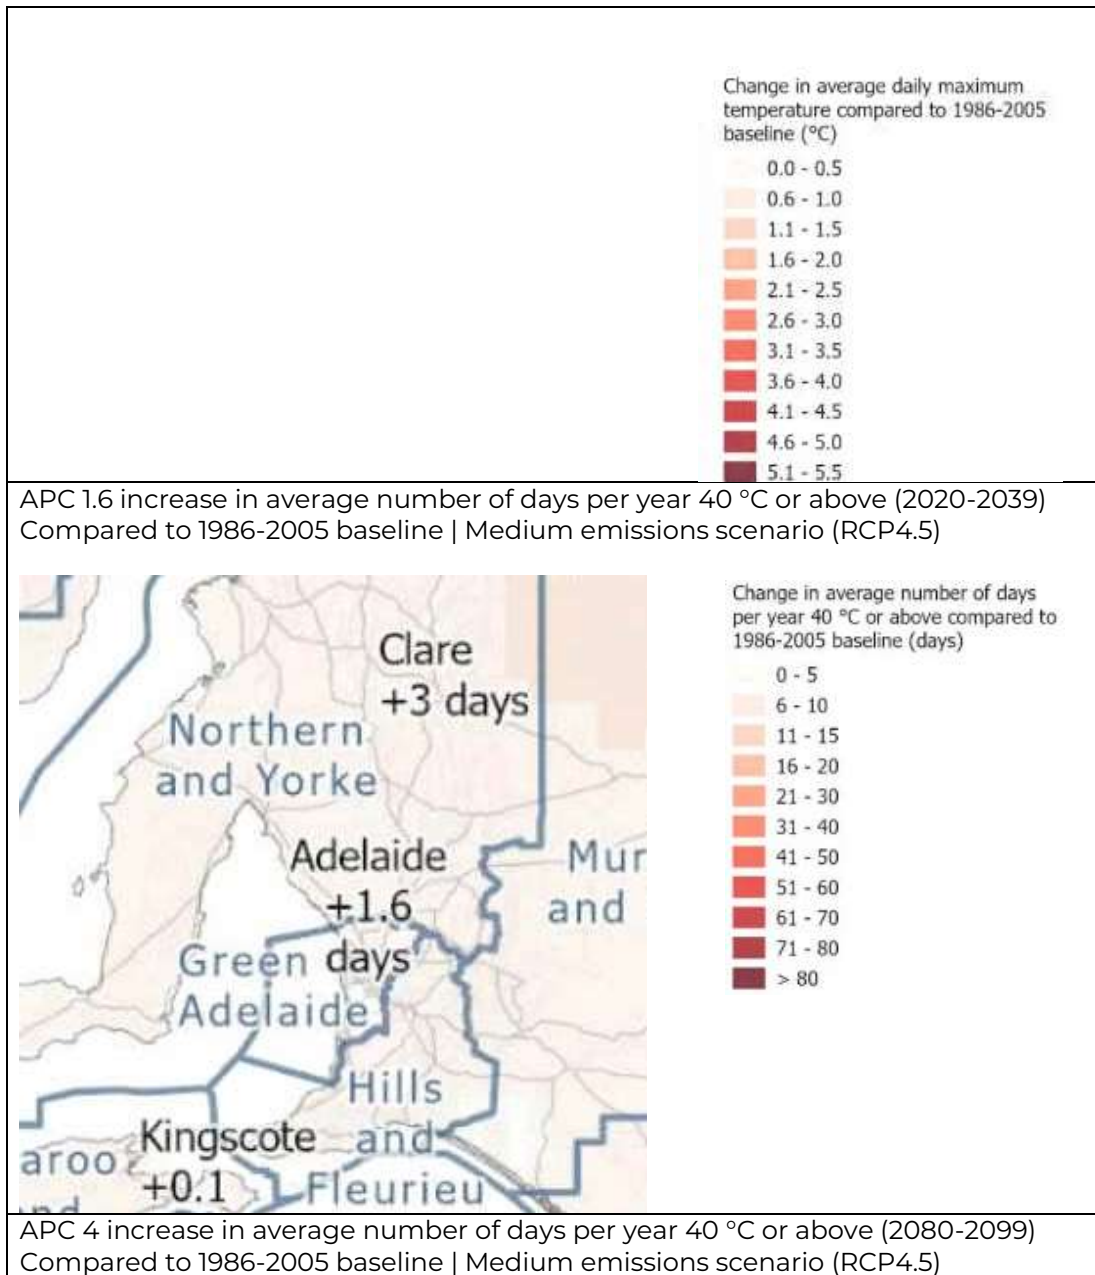 Change in average daily maximum
temperature compared to 1986-2005
baseline (°C)
0.0 - 0.5
0.6 - 1.0
1.1 - 1.5
1.6 - 2.0
2.1 - 2.5
2.6 - 3.0
3.1 - 3.5
3.6 - 4.0
4.1 - 4.5
4.6 - 5.0
5.1 - 5.5
APC 1.6 increase in average number of days per year 40 °C or above (2020-2039)
Compared to 1986-2005 baseline | Medium emissions scenario (RCP4.5)
Clare
+3 days
Northern
and Yorke
Adelaide
+1.6
days
Mur
and
Green
Adelaide
Hills
and
Fleurieu
Kingscote
+0.1
aroo
nd
Change in average number of days
per year 40 °C or above compared to
1986-2005 baseline (days)
0 - 5
6 - 10
11 - 15
16 - 20
21 - 30
31 - 40
41 - 50
51 - 60
61 - 70
71 - 80
> 80
APC 4 increase in average number of days per year 40 °C or above (2080-2099)
Compared to 1986-2005 baseline | Medium emissions scenario (RCP4.5)